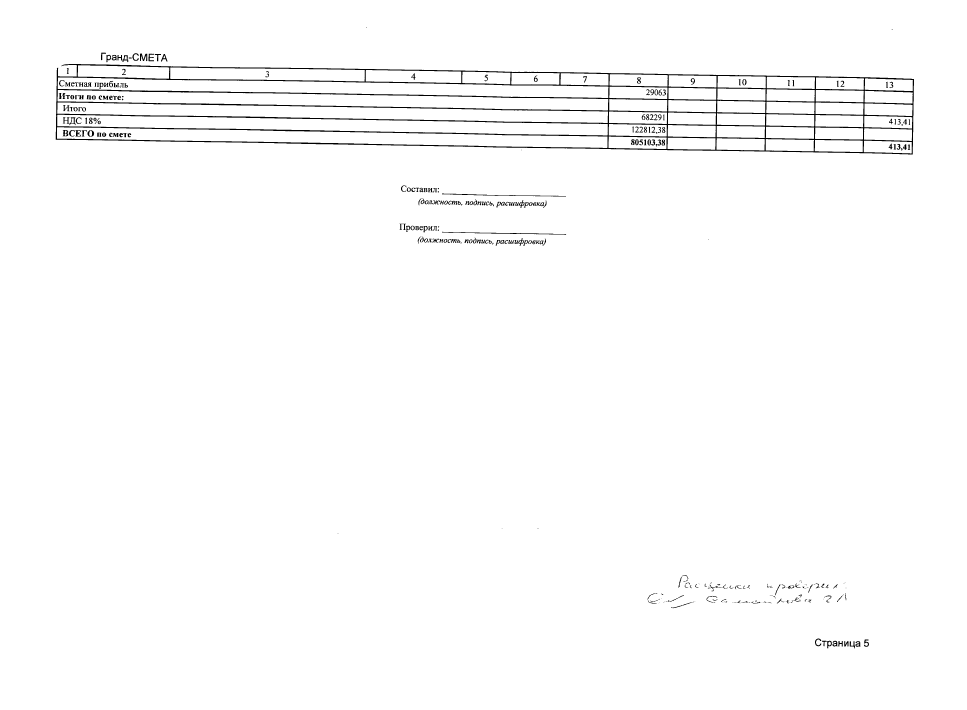 Гранд-СМЕТА
1 2 3 4 5 6 7 8 9 10 11 12 13
Сметная прибыль 29063
Итоги по смете:
Итого 682291 413,41
НДС 18% 122812,38
ВСЕГО по смете 805103,38 413,41
Составил:
(должность, подпись, расшифровка)
Проверил:
(должность, подпись, расшифровка)
Расценки проверил:
Страница 5